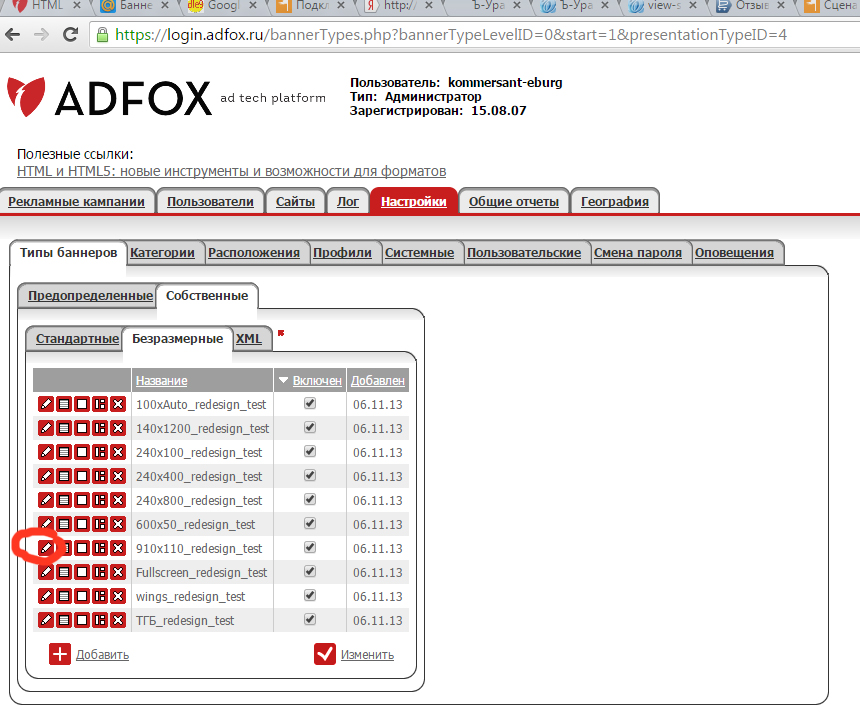 HTML Банне Googl Подкл http:/ Ъ-Ура Ъ-Ура view-s Отзыв Сцена
https://login.adfox.ru/bannerTypes.php?bannerTypeLevelID=0&start=1&presentationTypeID=4
ADFOX ad tech platform
Пользователь: kommersant-eburg
Тип: Администратор
Зарегистрирован: 15.08.07
Полезные ссылки:
HTML и HTML5: новые инструменты и возможности для форматов
Рекламные кампании Пользователи Сайты Лог Настройки Общие отчеты География
Типы баннеров Категории Расположения Профили Системные Пользовательские Смена пароля Оповещения
Предопределенные Собственные
Стандартные Безразмерные XML
Название Включен Добавлен
100xAuto_redesign_test 06.11.13
140x1200_redesign_test 06.11.13
240x100_redesign_test 06.11.13
240x400_redesign_test 06.11.13
240x800_redesign_test 06.11.13
600x50_redesign_test 06.11.13
910x110_redesign_test 06.11.13
Fullscreen_redesign_test 06.11.13
wings_redesign_test 06.11.13
ТГБ_redesign_test 06.11.13
Добавить Изменить